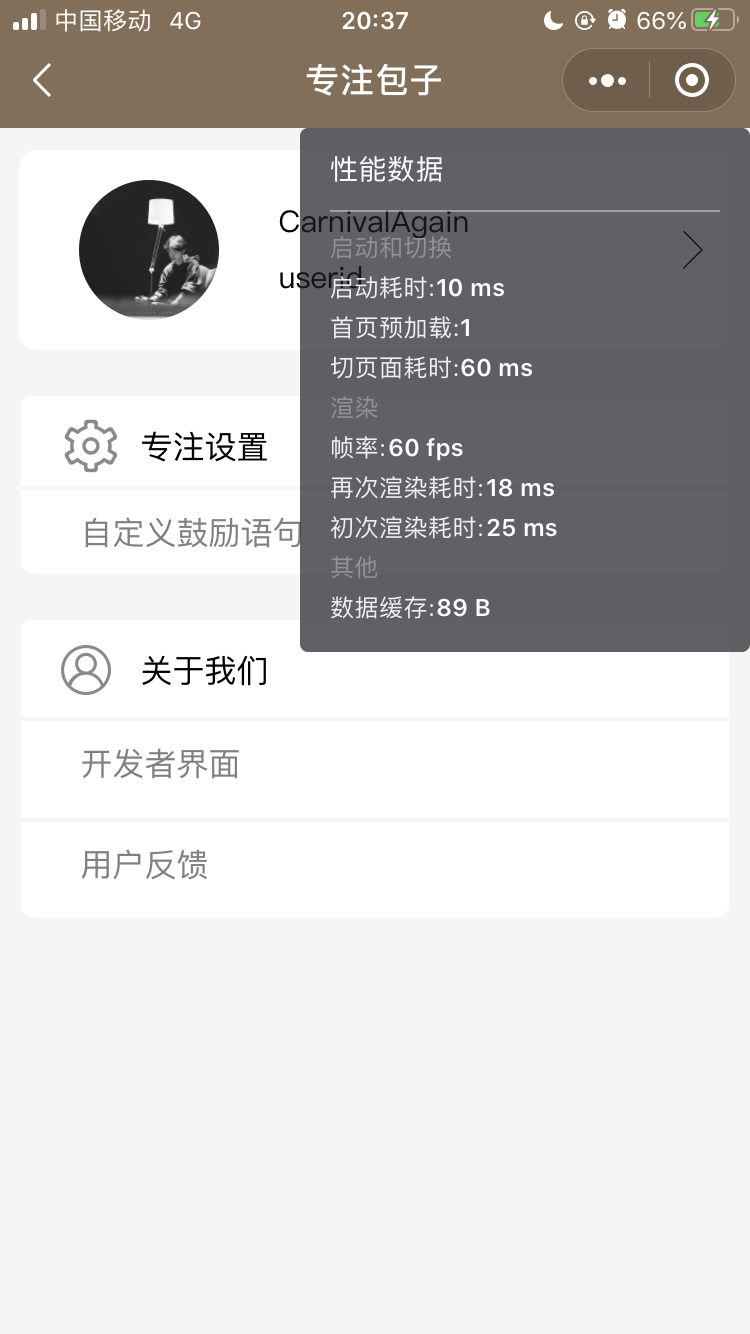 中国移动 4G 20:37 66%
专注包子
性能数据
CarnivalAgain
启动和切换
userid
启动耗时:10 ms
首页预加载:1
切页面耗时:60 ms
渲染
帧率:60 fps
专注设置
再次渲染耗时:18 ms
自定义鼓励语句
初次渲染耗时:25 ms
其他
数据缓存:89 B
关于我们
开发者界面
用户反馈